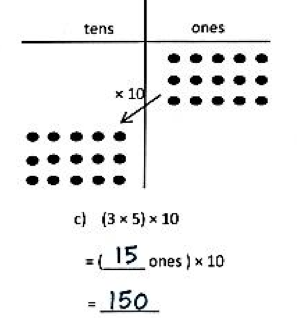 tens ones
× 10
c) (3 × 5) × 10
= ( 15 ones ) × 10
= 150